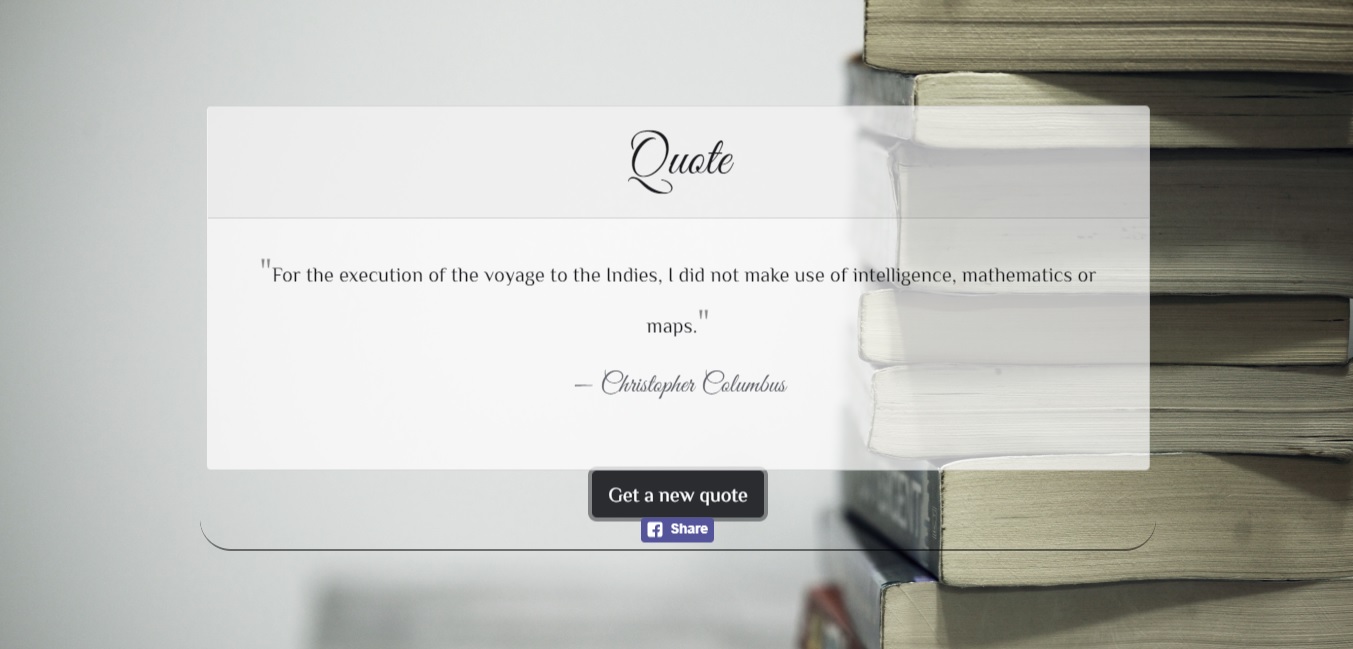 Quote
"For the execution of the voyage to the Indies, I did not make use of intelligence, mathematics or
maps."
— Christopher Columbus
Get a new quote
Share